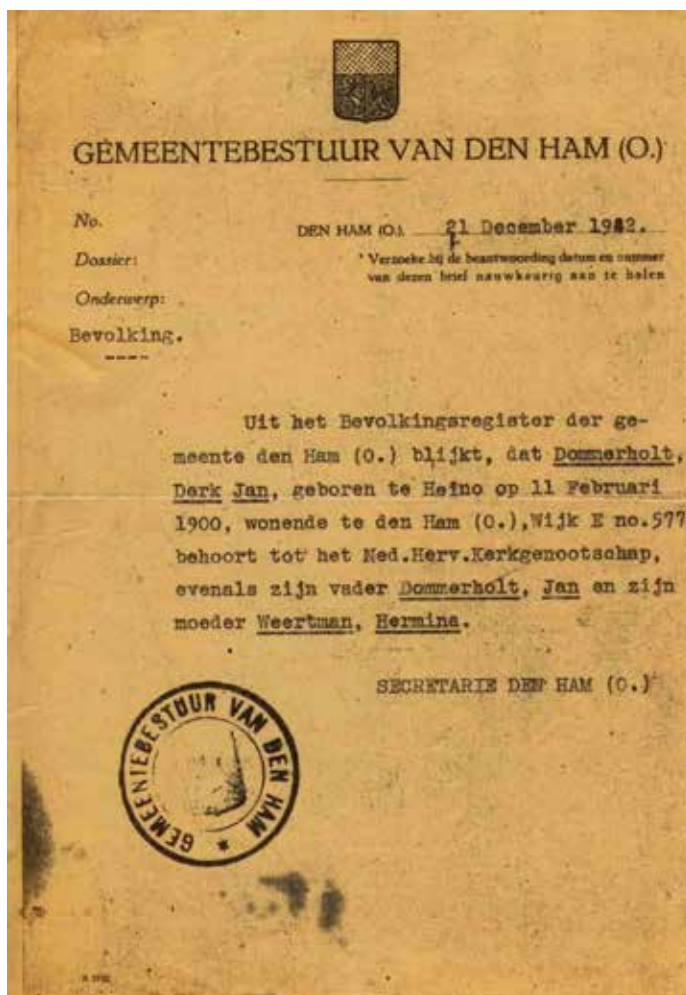 GEMEENTEBESTUUR VAN DEN HAM (O.)
No.
DEN HAM (O.), 21 December 1942.
Dossier:
Verzoeke bij de beantwoording datum en nummer
van dezen brief nauwkeurig aan te halen
Onderwerp:
Bevolking.
----
Uit het Bevolkingsregister der ge-
meente den Ham (O.) blijkt, dat Dommerholt,
Derk Jan, geboren te Heino op 11 Februari
1900, wonende te den Ham (O.),Wijk E no.577
behoort tot het Ned.Herv.Kerkgenootschap,
evenals zijn vader Dommerholt, Jan en zijn
moeder Weertman, Hermina.
SECRETARIE DEN HAM (O.)
GEMEENTEBESTUUR VAN DEN HAM *